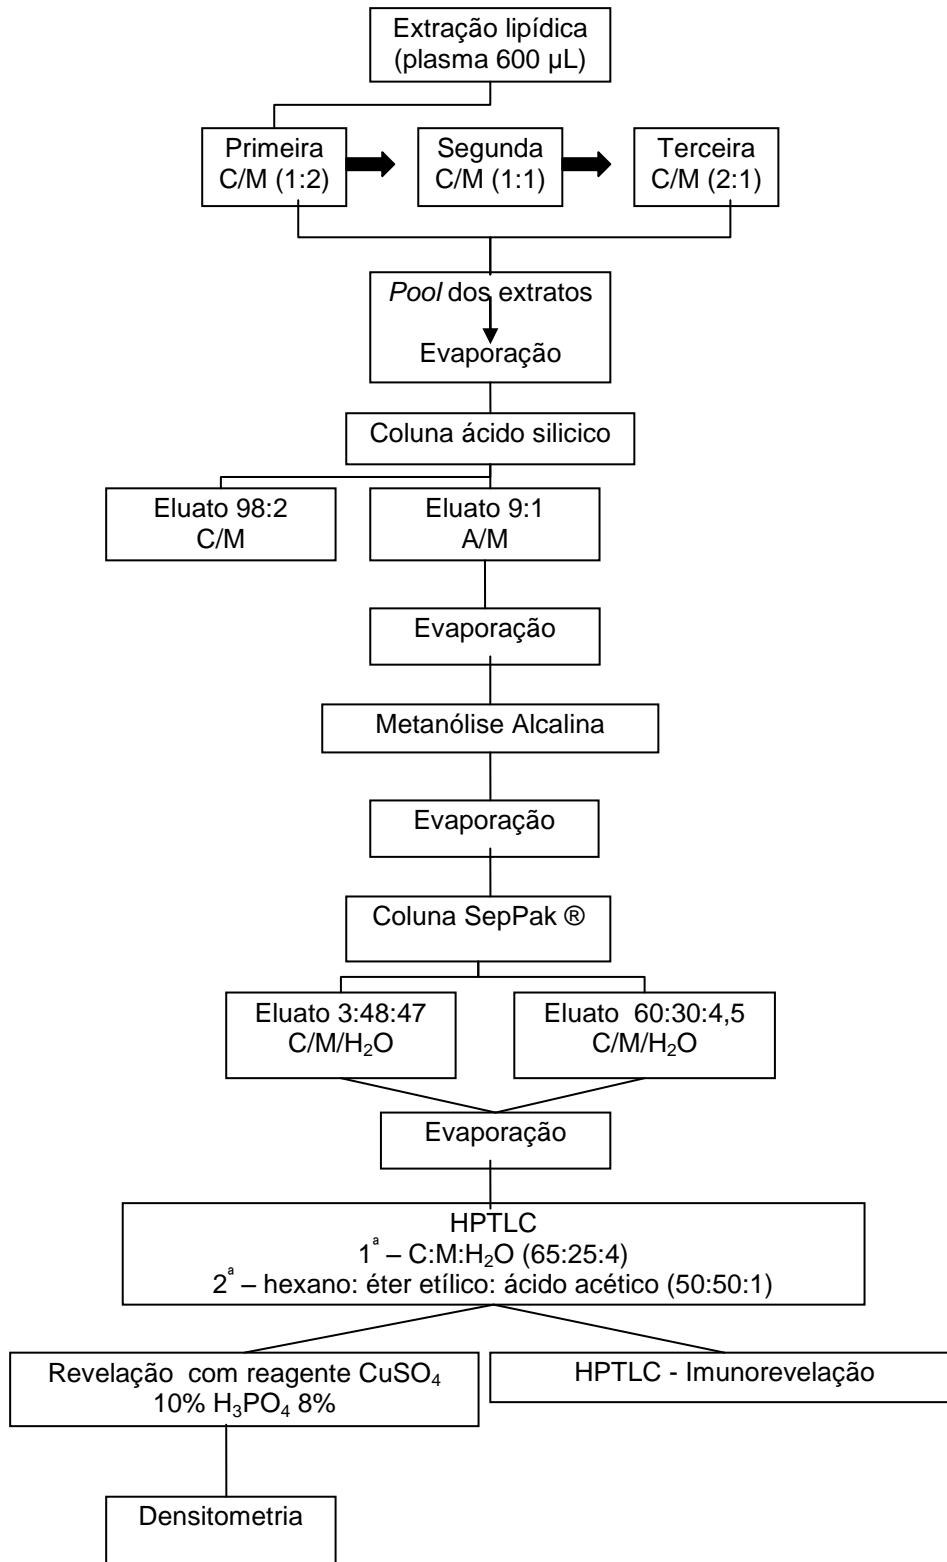 Extração lipídica
(plasma 600 µL)
Primeira
C/M (1:2)
Segunda
C/M (1:1)
Terceira
C/M (2:1)
Pool dos extratos
Evaporação
Coluna ácido silicico
Eluato 98:2
C/M
Eluato 9:1
A/M
Evaporação
Metanólise Alcalina
Evaporação
Coluna SepPak ®
Eluato 3:48:47
C/M/H₂O
Eluato 60:30:4,5
C/M/H₂O
Evaporação
HPTLC
1ª – C:M:H₂O (65:25:4)
2ª – hexano: éter etílico: ácido acético (50:50:1)
Revelação com reagente CuSO₄
10% H₃PO₄ 8%
HPTLC - Imunorevelação
Densitometria